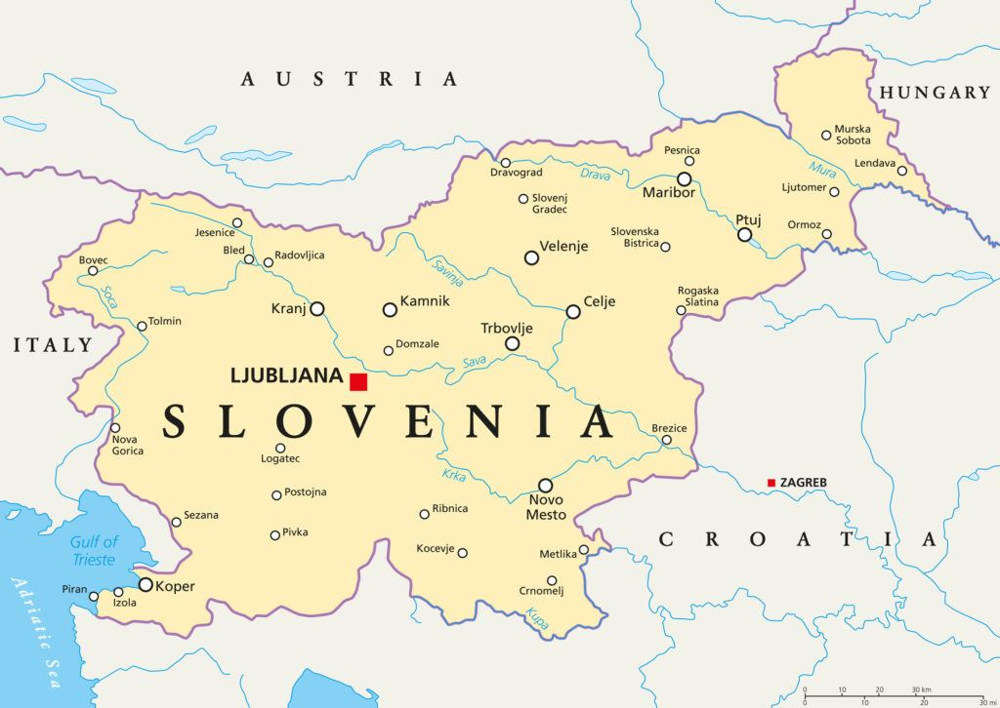 AUSTRIA
HUNGARY
Murska
Sobota
Pesnica
Dravograd
Drava
Mura
Lendava
Maribor
Ljutomer
Slovenj
Gradec
Ptuj
Ormoz
Jesenice
Slovenska
Bistrica
Velenje
Bled
Radovljica
Bovec
Savinja
Soca
Rogaska
Slatina
Kranj
Kamnik
Celje
Tolmin
Trbovlje
ITALY
Domzale
Sava
LJUBLJANA
SLOVENIA
Brezice
Nova
Gorica
Logatec
Krka
ZAGREB
Postojna
Novo
Mesto
Ribnica
Sezana
Pivka
CROATIA
Gulf of
Trieste
Kocevje
Metlika
Koper
Piran
Izola
Crnomelj
Adriatic Sea
Kupa
0 10 20 30 km
0 10 20 30 mi